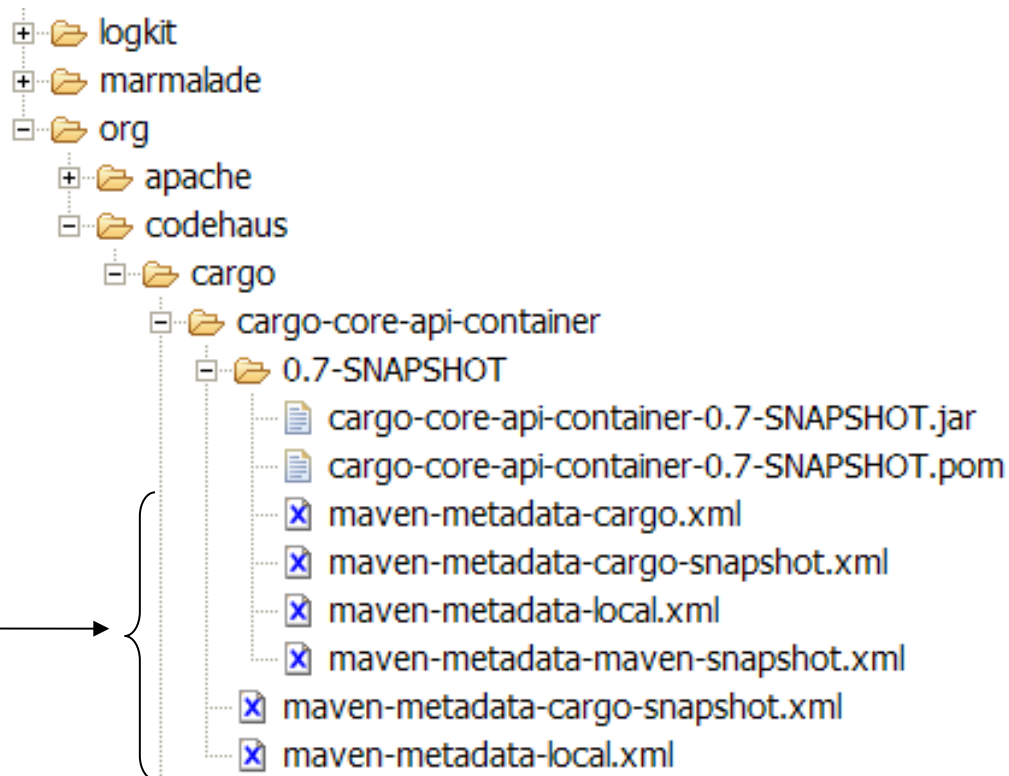 logkit
marmalade
org
apache
codehaus
cargo
cargo-core-api-container
0.7-SNAPSHOT
cargo-core-api-container-0.7-SNAPSHOT.jar
cargo-core-api-container-0.7-SNAPSHOT.pom
maven-metadata-cargo.xml
maven-metadata-cargo-snapshot.xml
maven-metadata-local.xml
maven-metadata-maven-snapshot.xml
maven-metadata-cargo-snapshot.xml
maven-metadata-local.xml